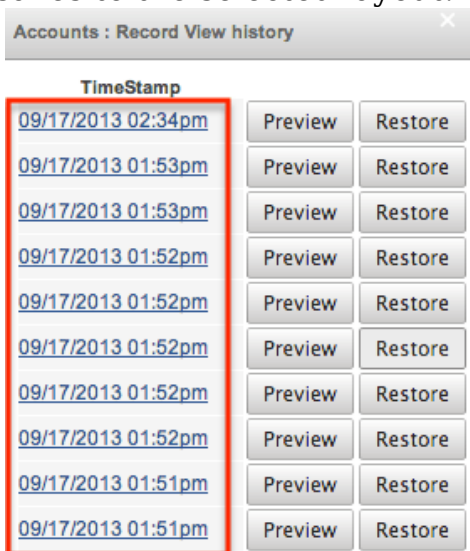 Accounts : Record View history
TimeStamp
09/17/2013 02:34pm Preview Restore
09/17/2013 01:53pm Preview Restore
09/17/2013 01:53pm Preview Restore
09/17/2013 01:52pm Preview Restore
09/17/2013 01:52pm Preview Restore
09/17/2013 01:52pm Preview Restore
09/17/2013 01:52pm Preview Restore
09/17/2013 01:52pm Preview Restore
09/17/2013 01:51pm Preview Restore
09/17/2013 01:51pm Preview Restore